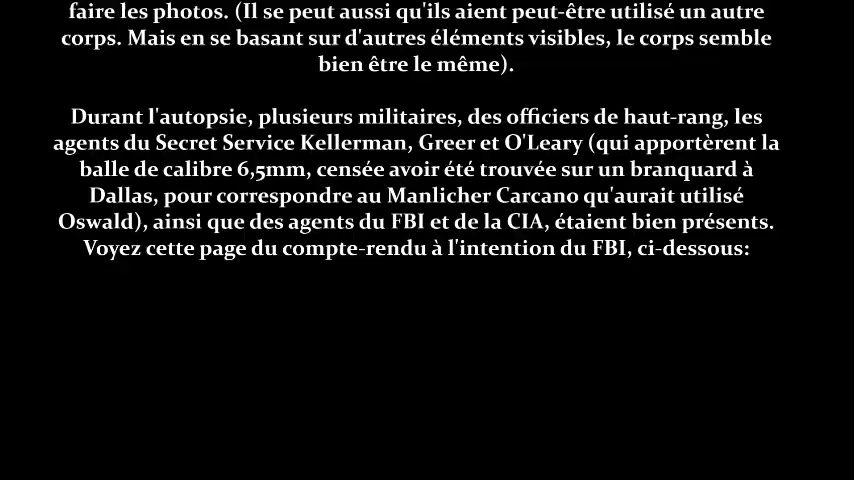 faire les photos. (Il se peut aussi qu'ils aient peut-être utilisé un autre
corps. Mais en se basant sur d'autres éléments visibles, le corps semble
bien être le même).
Durant l'autopsie, plusieurs militaires, des officiers de haut-rang, les
agents du Secret Service Kellerman, Greer et O'Leary (qui apportèrent la
balle de calibre 6,5mm, censée avoir été trouvée sur un branquard à
Dallas, pour correspondre au Manlicher Carcano qu'aurait utilisé
Oswald), ainsi que des agents du FBI et de la CIA, étaient bien présents.
Voyez cette page du compte-rendu à l'intention du FBI, ci-dessous: